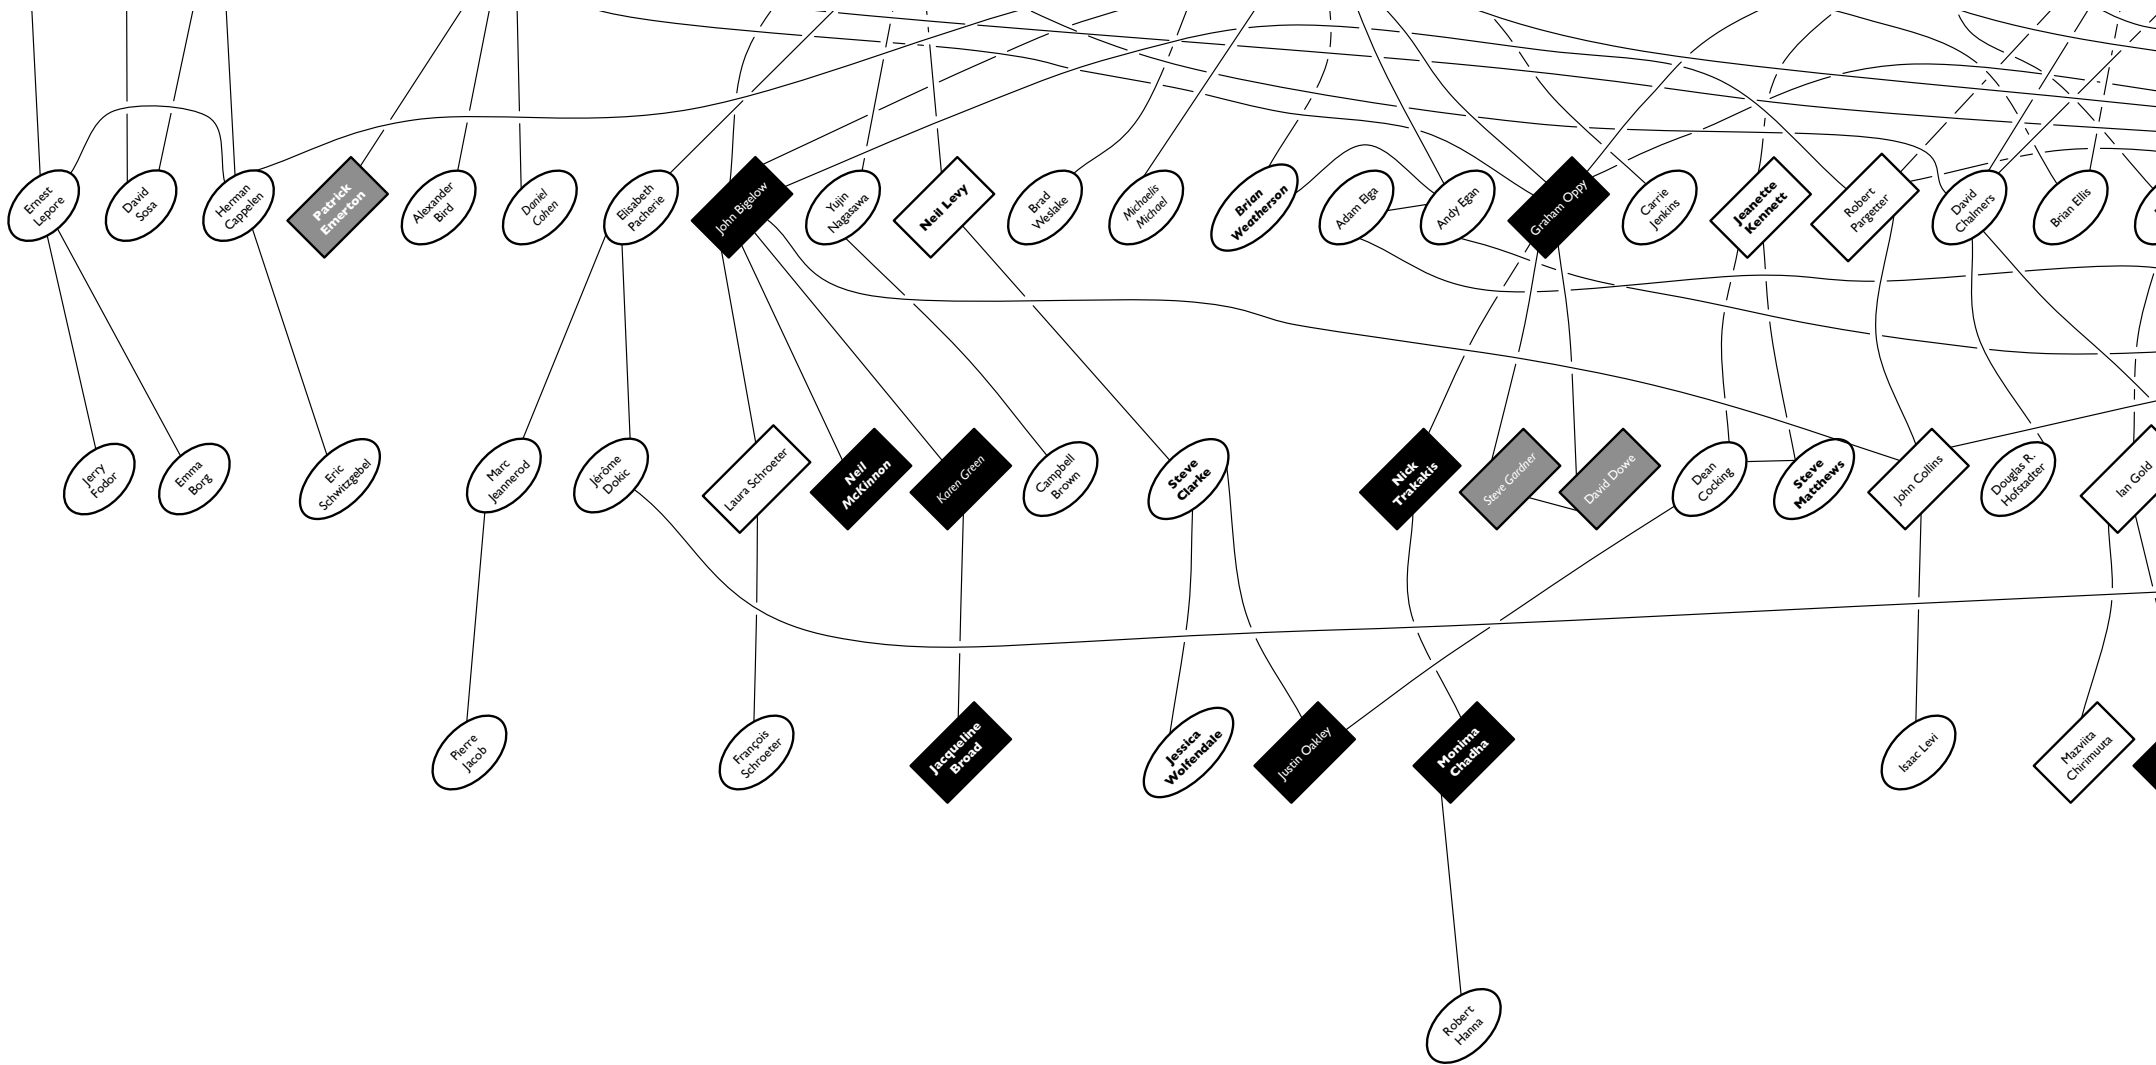 Ernest
Lepore
David
Sosa
Herman
Cappelen
Patrick
Emerton
Alexander
Bird
Daniel
Cohen
Elisabeth
Pacherie
John Bigelow
Yujin
Nagasawa
Neil Levy
Brad
Weslake
Michaelis
Michael
Brian
Weatherson
Adam Elga
Andy Egan
Graham Oppy
Carrie
Jenkins
Jeanette
Kennett
Robert
Pargetter
David
Chalmers
Brian Ellis
Jerry
Fodor
Emma
Borg
Eric
Schwitzgebel
Marc
Jeannerod
Jérôme
Dokic
Laura Schroeter
Neil
McKinnon
Karen Green
Campbell
Brown
Steve
Clarke
Nick
Trakakis
Steve Gardner
David Dowe
Dean
Cocking
Steve
Matthews
John Collins
Douglas R.
Hofstadter
Ian Gold
Pierre
Jacob
François
Schroeter
Jacqueline
Broad
Jessica
Wolfendale
Justin Oakley
Monima
Chadha
Isaac Levi
Mazviita
Chirimuuta
Robert
Hanna